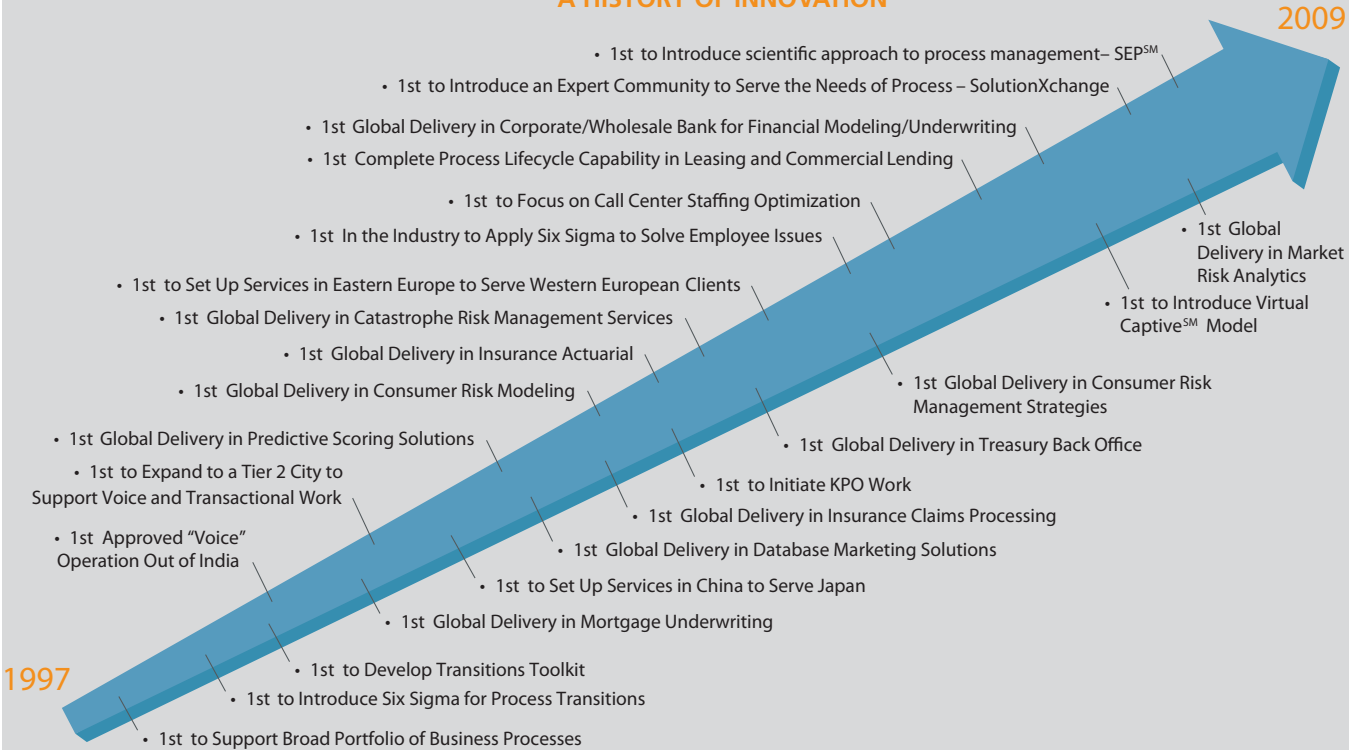 A HISTORY OF INNOVATION
2009
• 1st to Introduce scientific approach to process management– SEP℠
• 1st to Introduce an Expert Community to Serve the Needs of Process – SolutionXchange
• 1st Global Delivery in Corporate/Wholesale Bank for Financial Modeling/Underwriting
• 1st Complete Process Lifecycle Capability in Leasing and Commercial Lending
• 1st to Focus on Call Center Staffing Optimization
• 1st In the Industry to Apply Six Sigma to Solve Employee Issues
• 1st to Set Up Services in Eastern Europe to Serve Western European Clients
• 1st Global Delivery in Catastrophe Risk Management Services
• 1st Global Delivery in Insurance Actuarial
• 1st Global Delivery in Consumer Risk Modeling
• 1st Global Delivery in Predictive Scoring Solutions
• 1st to Expand to a Tier 2 City to
Support Voice and Transactional Work
• 1st Approved “Voice”
Operation Out of India
• 1st Global
Delivery in Market
Risk Analytics
• 1st to Introduce Virtual
Captive℠ Model
• 1st Global Delivery in Consumer Risk
Management Strategies
• 1st Global Delivery in Treasury Back Office
• 1st to Initiate KPO Work
• 1st Global Delivery in Insurance Claims Processing
• 1st Global Delivery in Database Marketing Solutions
• 1st to Set Up Services in China to Serve Japan
• 1st Global Delivery in Mortgage Underwriting
• 1st to Develop Transitions Toolkit
• 1st to Introduce Six Sigma for Process Transitions
• 1st to Support Broad Portfolio of Business Processes
1997